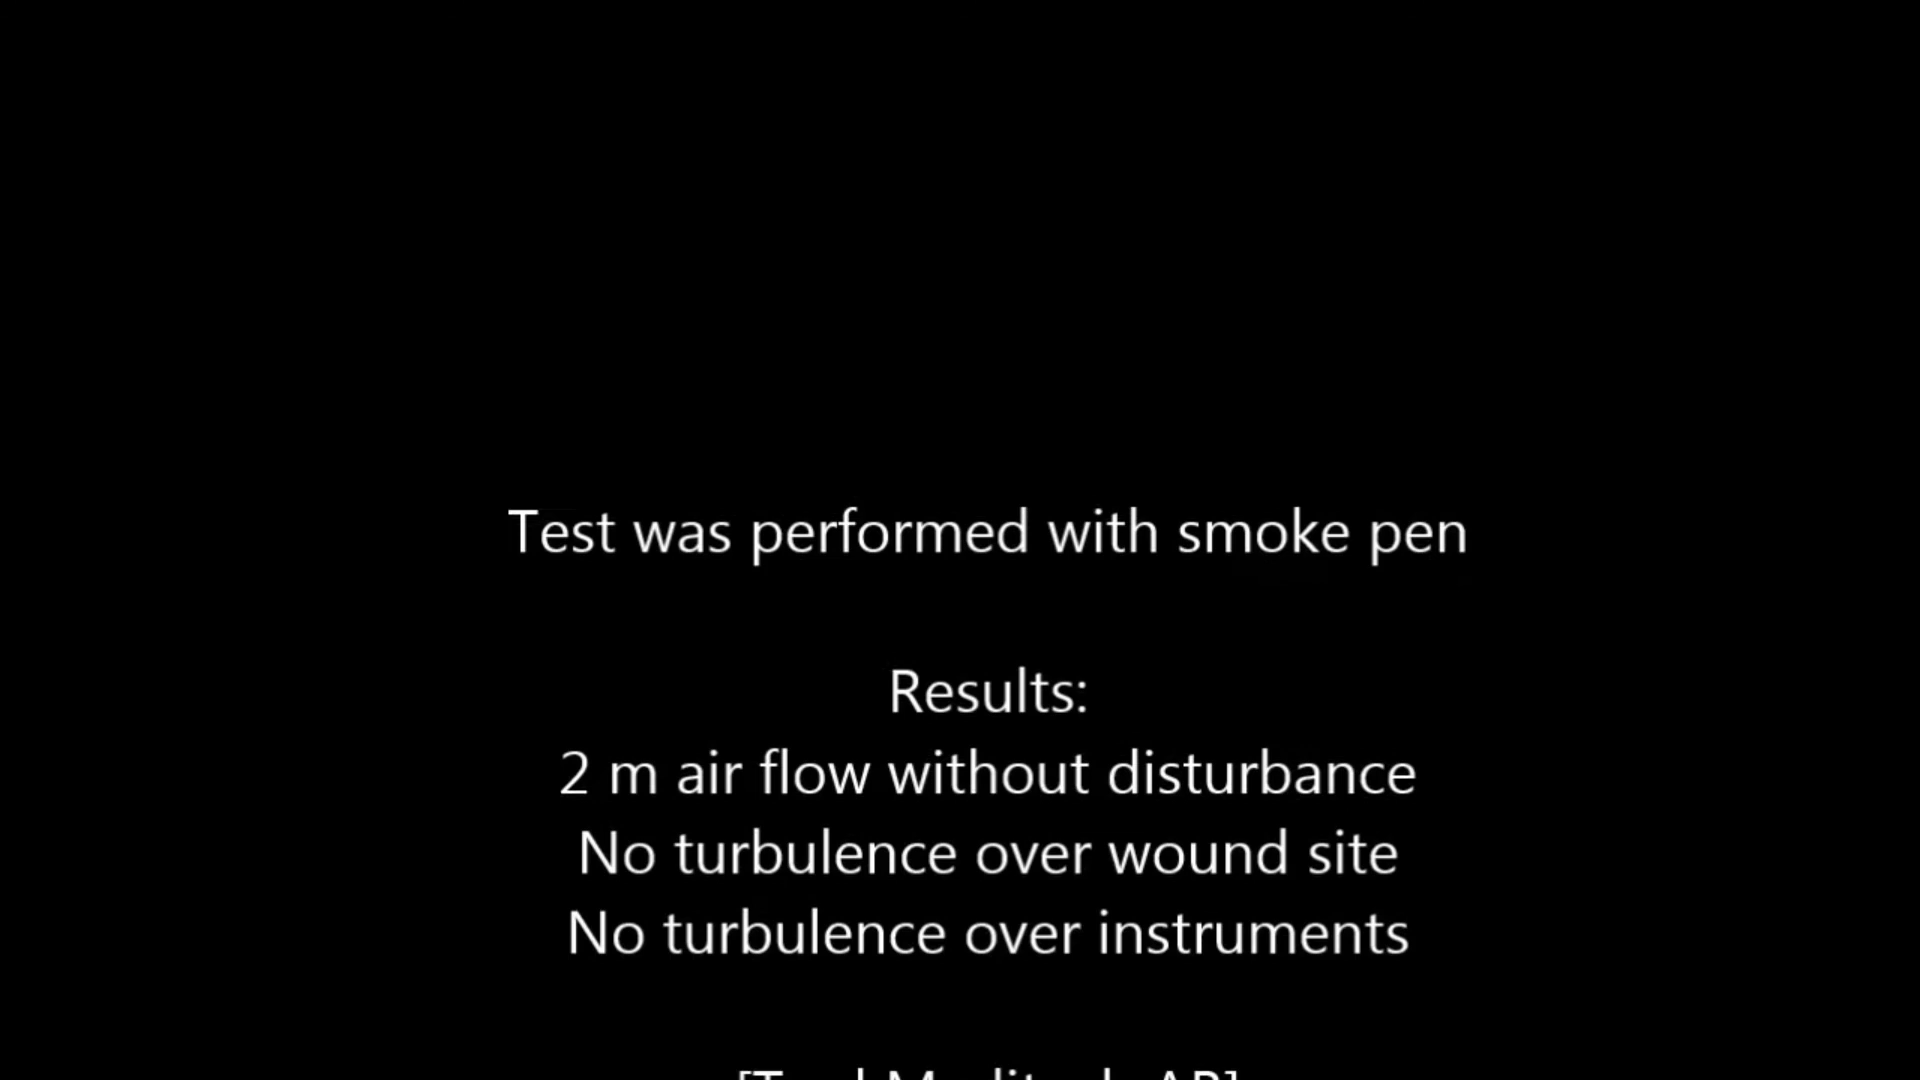 Test was performed with smoke pen
Results:
2 m air flow without disturbance
No turbulence over wound site
No turbulence over instruments